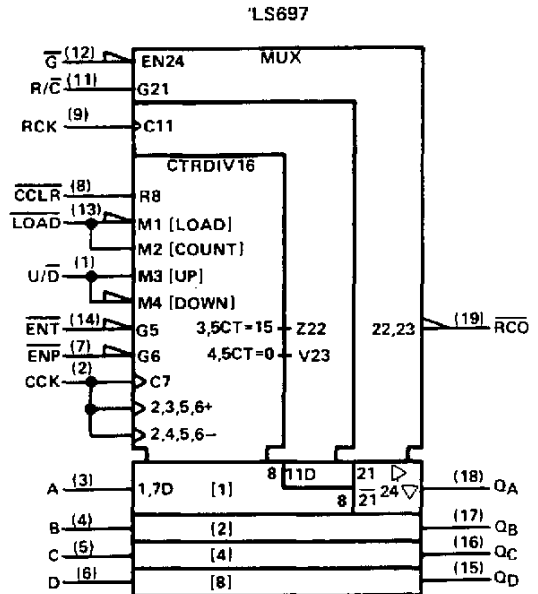 'LS697
G (12) EN24 MUX
R/C (11) G21
RCK (9) C11
CTRDIV16
CCLR (8) R8
LOAD (13) M1 [LOAD]
M2 [COUNT]
U/D (1) M3 [UP]
M4 [DOWN]
ENT (14) G5 3,5CT=15 Z22 22,23 (19) RCO
ENP (7) G6 4,5CT=0 V23
CCK (2) C7
2,3,5,6+
2,4,5,6−
8 11D 21 ▷
A (3) 1,7D [1] 8 21 24 ▽ (18) QA
B (4) [2] (17) QB
C (5) [4] (16) QC
D (6) [8] (15) QD